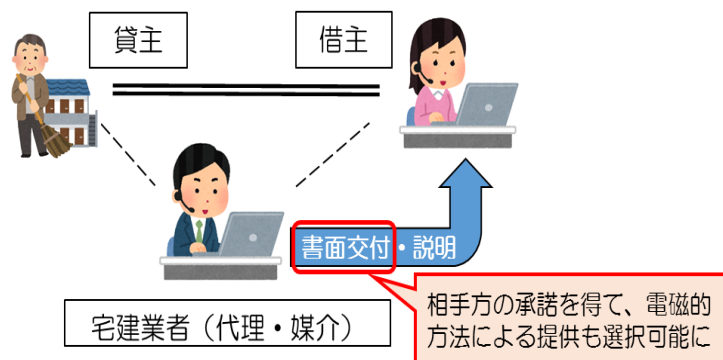 貸主
借主
書面交付・説明
宅建業者（代理・媒介）
相手方の承諾を得て、電磁的
方法による提供も選択可能に